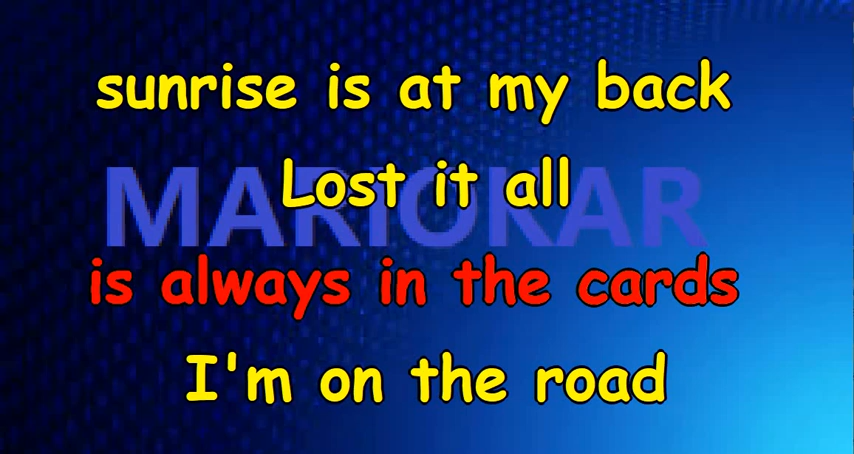 sunrise is at my back
MARIOKAR
Lost it all
is always in the cards
I'm on the road